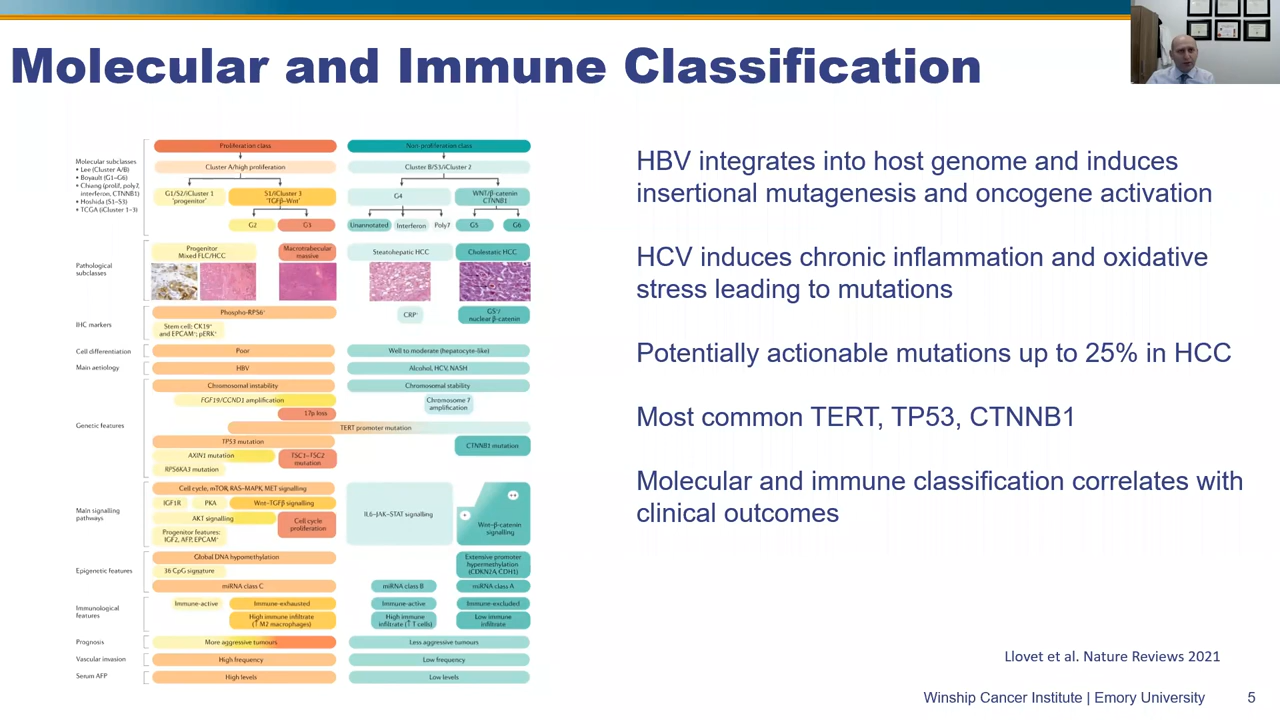 Molecular and Immune Classification
Proliferation class
Non-proliferation class
Molecular subclasses
• Lee (Cluster A/B)
• Boyault (G1–G6)
• Chiang (prolif, poly7,
interferon, CTNNB1)
• Hoshida (S1–S3)
• TCGA (iCluster 1–3)
Cluster A/high proliferation
Cluster B/S3/iCluster 2
G1/S2/iCluster 1
'progenitor'
S1/iCluster 3
'TGFβ–Wnt'
G4
WNT/β-catenin
CTNNB1
G2
G3
Unannotated
Interferon
Poly7
G5
G6
Pathological
subclasses
Progenitor
Mixed FLC/HCC
Macrotrabecular
massive
Steatohepatic HCC
Cholestatic HCC
IHC markers
Phospho-RPS6⁺
CRP⁺
GS⁺/
nuclear β-catenin
Stem cell: CK19⁺
and EPCAM⁺; pERK⁺
Cell differentiation
Poor
Well to moderate (hepatocyte-like)
Main aetiology
HBV
Alcohol, HCV, NASH
Genetic features
Chromosomal instability
Chromosomal stability
FGF19/CCND1 amplification
Chromosome 7
amplification
17p loss
TERT promoter mutation
TP53 mutation
CTNNB1 mutation
AXIN1 mutation
TSC1–TSC2
mutation
RPS6KA3 mutation
Main signalling
pathways
Cell cycle, mTOR, RAS–MAPK, MET signalling
IGF1R
PKA
Wnt–TGFβ signalling
AKT signalling
Cell cycle
proliferation
Progenitor features:
IGF2, AFP, EPCAM⁺
IL6–JAK–STAT signalling
Wnt–β-catenin
signalling
+
++
Epigenetic features
Global DNA hypomethylation
Extensive promoter
hypermethylation
(CDKN2A, CDH1)
36 CpG signature
miRNA class C
miRNA class B
miRNA class A
Immunological
features
Immune-active
Immune-exhausted
Immune-active
Immune-excluded
High immune infiltrate
(↑ M2 macrophages)
High immune
infiltrate (↑ T cells)
Low immune
infiltrate
Prognosis
More aggressive tumours
Less aggressive tumours
Vascular invasion
High frequency
Low frequency
Serum AFP
High levels
Low levels
HBV integrates into host genome and induces
insertional mutagenesis and oncogene activation
HCV induces chronic inflammation and oxidative
stress leading to mutations
Potentially actionable mutations up to 25% in HCC
Most common TERT, TP53, CTNNB1
Molecular and immune classification correlates with
clinical outcomes
Llovet et al. Nature Reviews 2021
Winship Cancer Institute | Emory University
5